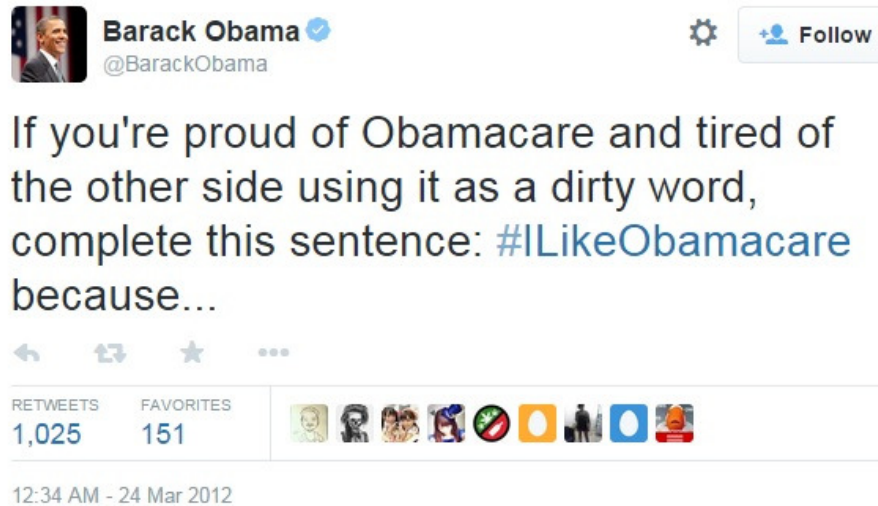 Barack Obama
@BarackObama
Follow
If you're proud of Obamacare and tired of
the other side using it as a dirty word,
complete this sentence: #ILikeObamacare
because...
RETWEETS FAVORITES
1,025 151
12:34 AM - 24 Mar 2012